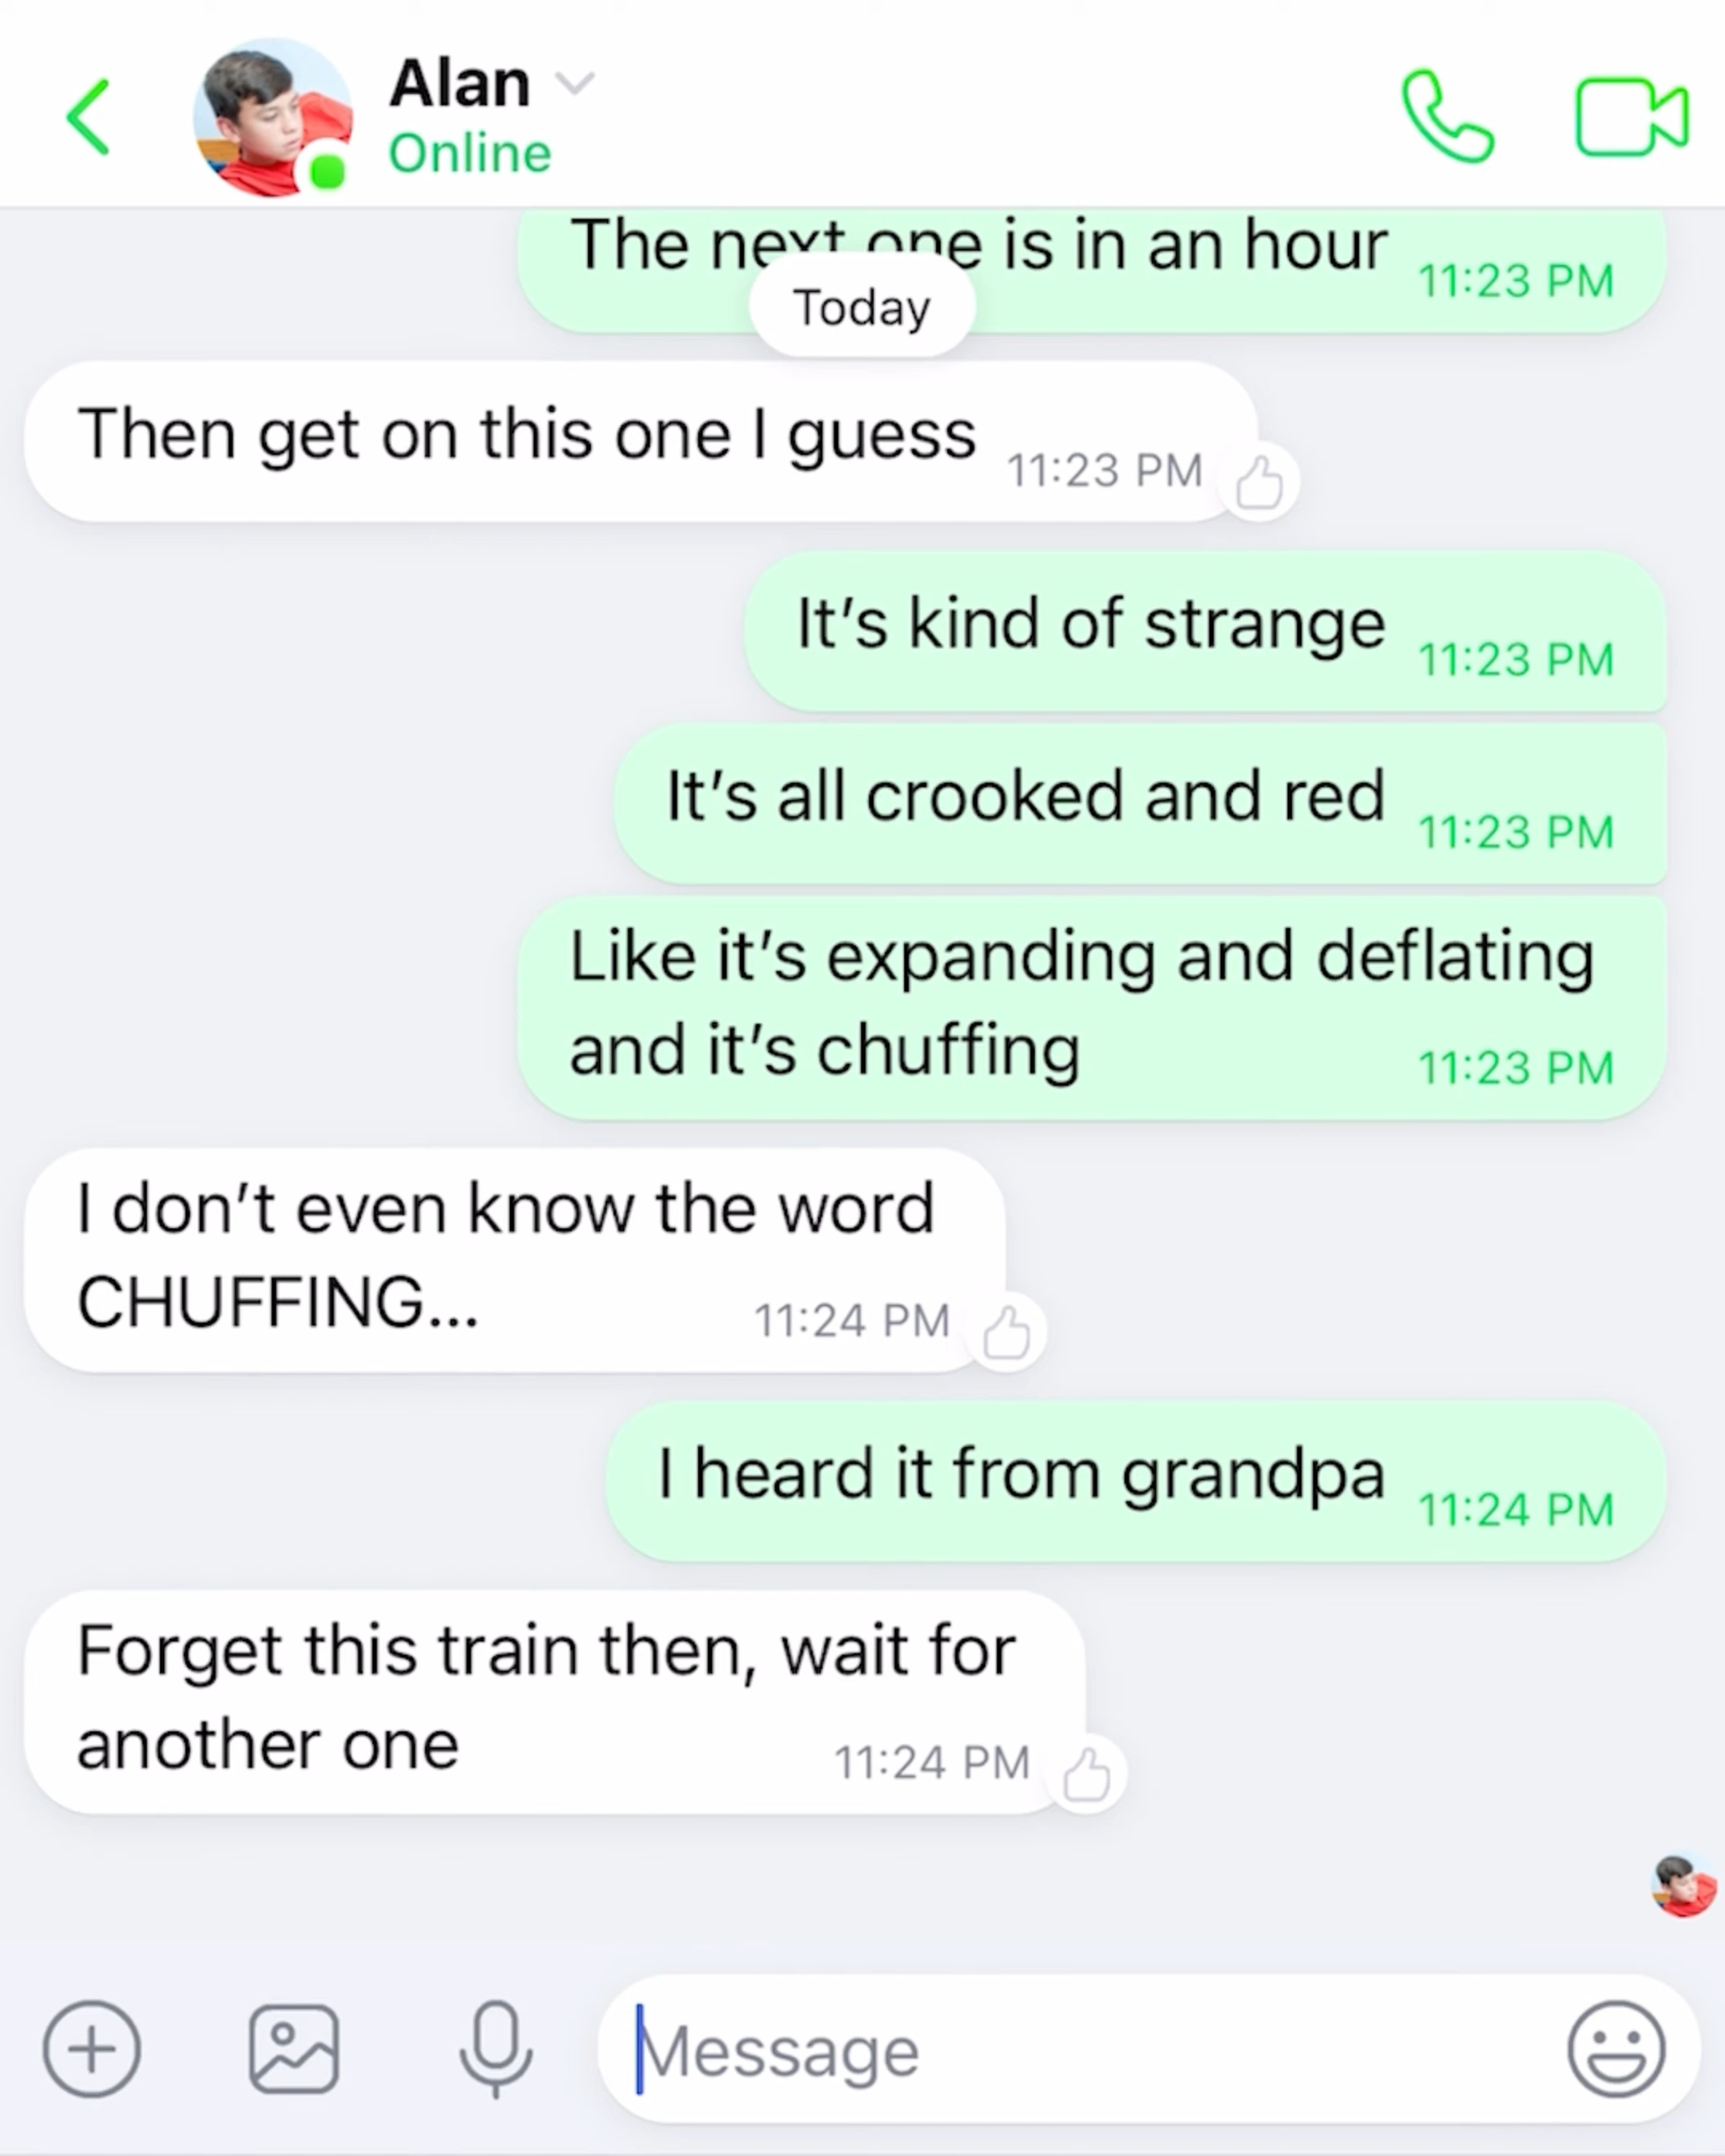 Alan
Online
The next one is in an hour
11:23 PM
Today
Then get on this one I guess
11:23 PM
It’s kind of strange
11:23 PM
It’s all crooked and red
11:23 PM
Like it’s expanding and deflating
and it’s chuffing
11:23 PM
I don’t even know the word
CHUFFING...
11:24 PM
I heard it from grandpa
11:24 PM
Forget this train then, wait for
another one
11:24 PM
Message